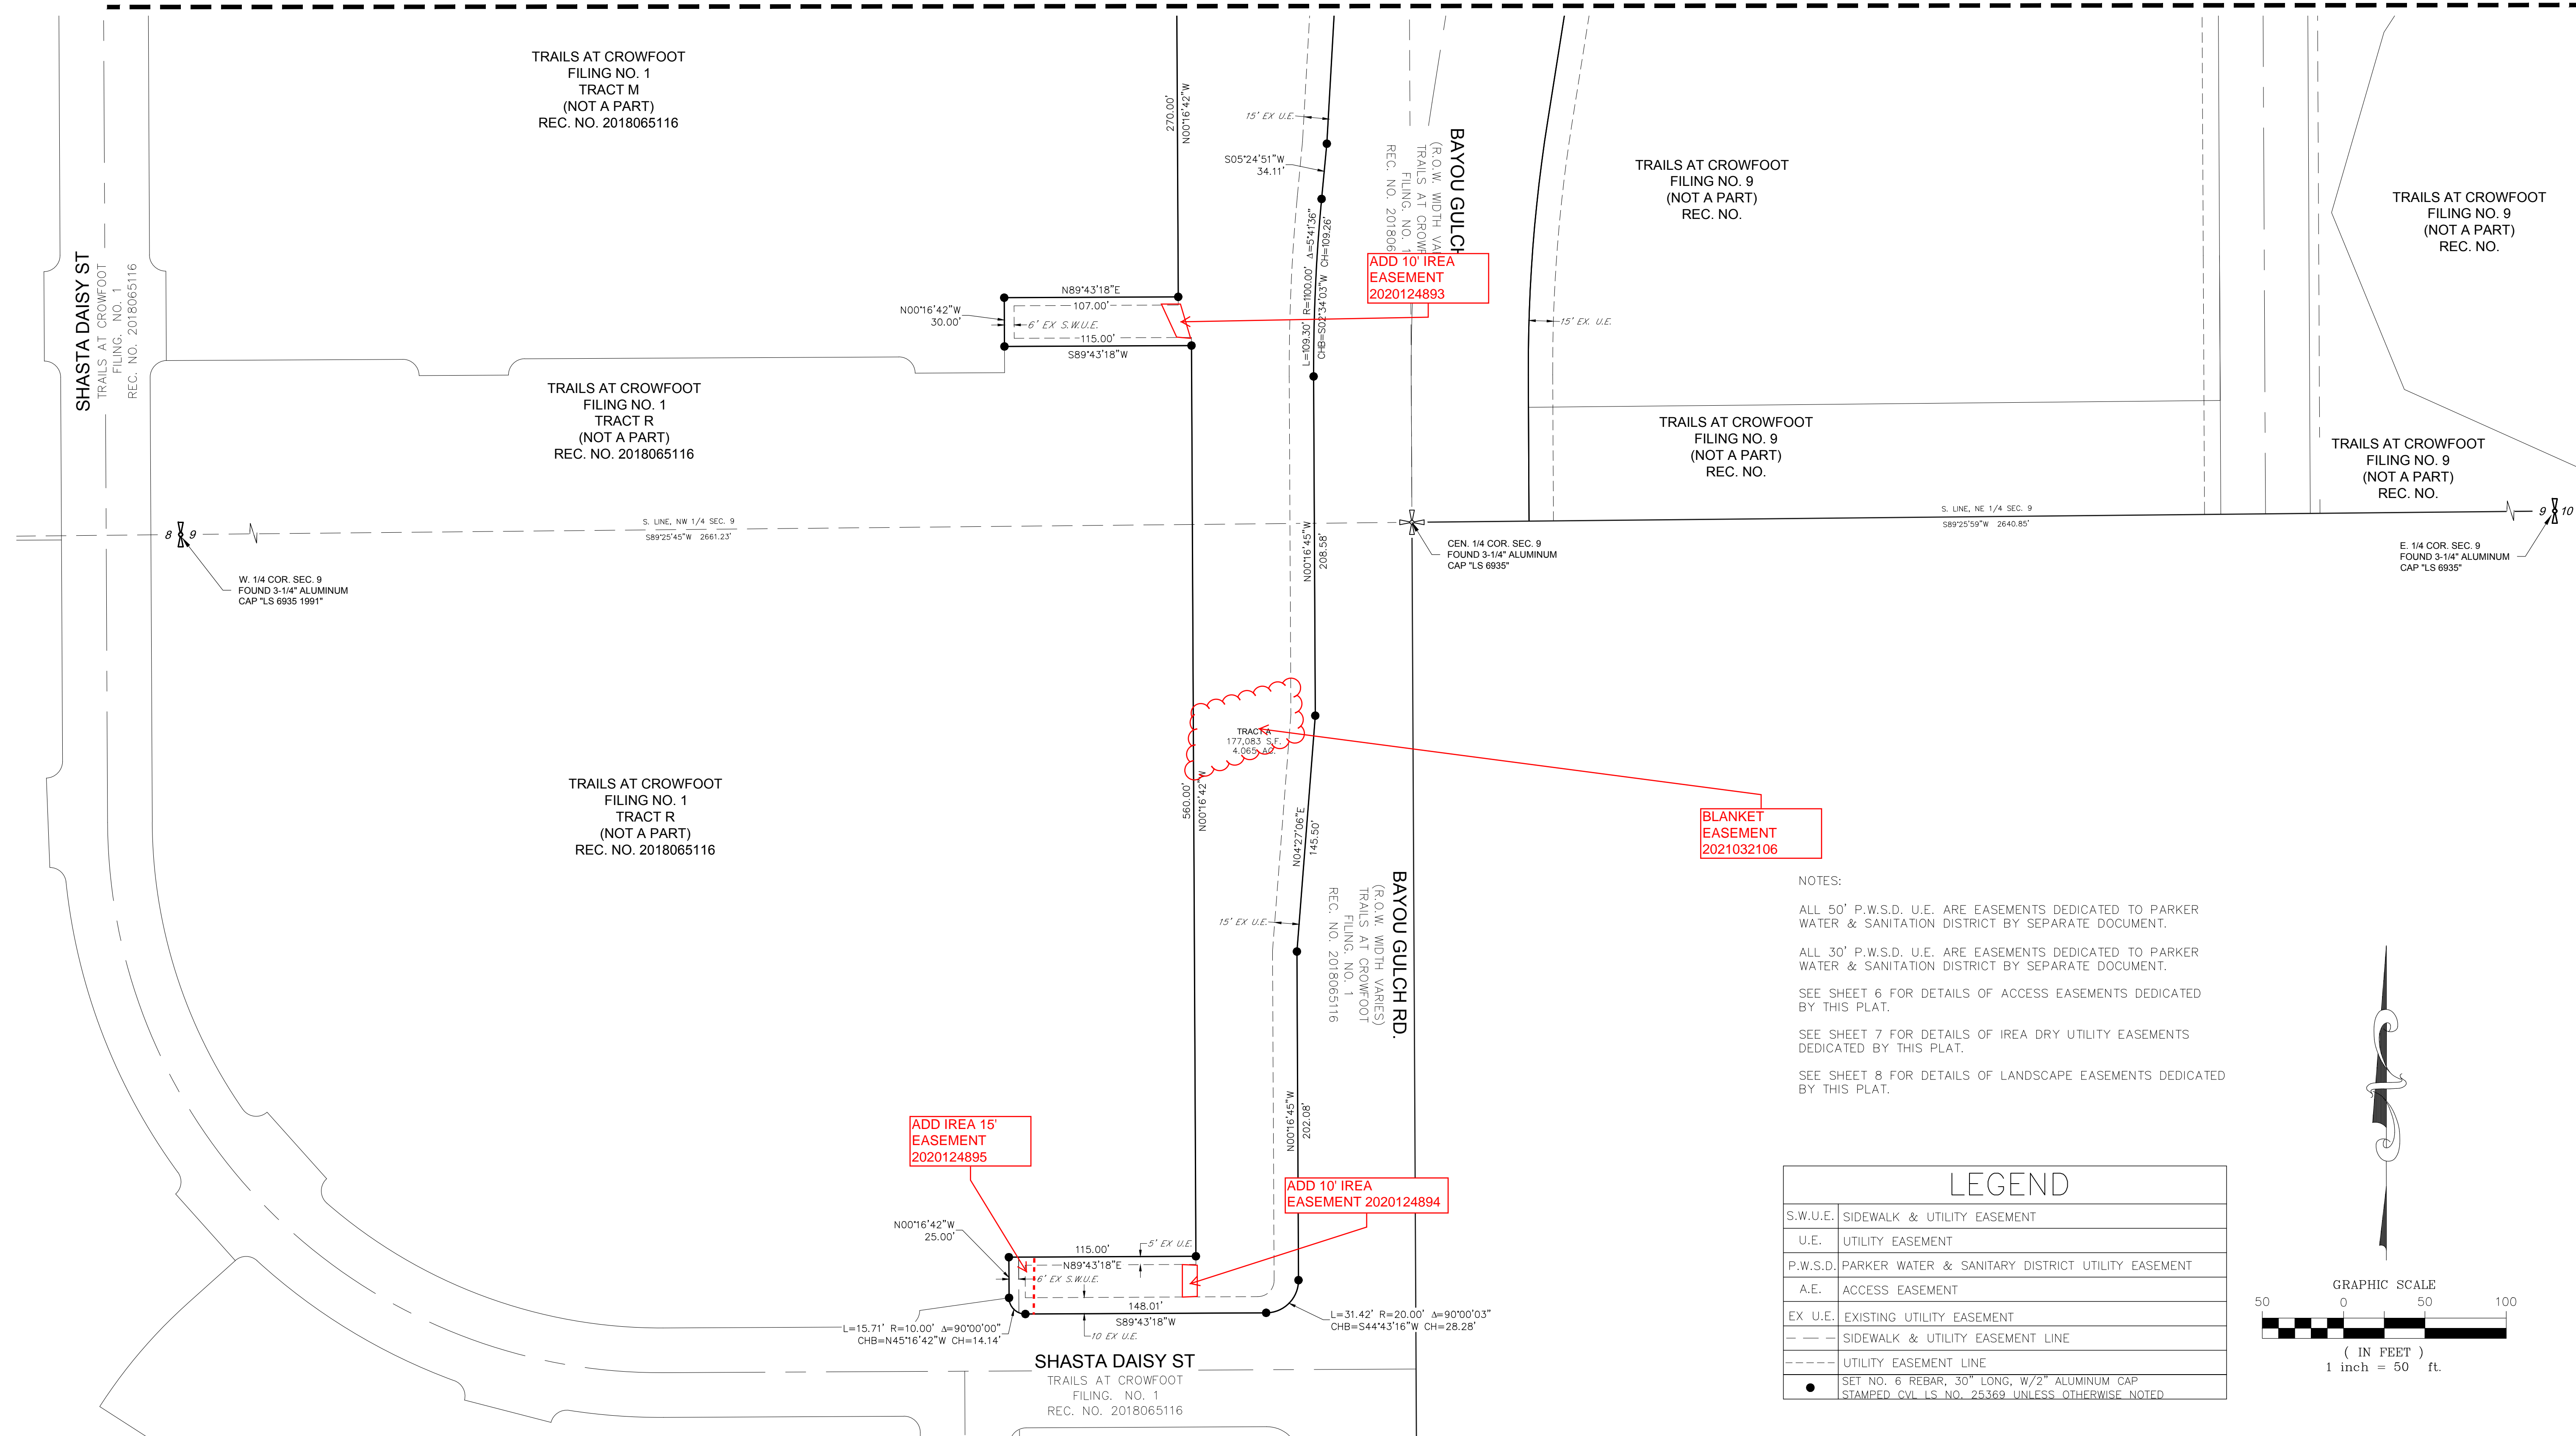 TRAILS AT CROWFOOT
FILING NO. 1
TRACT M
(NOT A PART)
REC. NO. 2018065116
270.00'
N00°16'42"W
15' EX U.E.
S05°24'51"W
34.11'
BAYOU GULCH
(R.O.W. WIDTH
TRAILS AT
FILING. NO. 1
REC. NO.
TRAILS AT CROWFOOT
FILING NO. 9
(NOT A PART)
REC. NO.
TRAILS AT CROWFOOT
FILING NO. 9
(NOT A PART)
REC. NO.
SHASTA DAISY ST
TRAILS AT CROWFOOT
FILING. NO. 1
REC. NO. 2018065116
L=109.30' R=1100.00' Δ=5°41'36"
CHB=S02°34'03"W CH=109.26'
ADD 10' IREA
EASEMENT
2020124893
N89°43'18"E
107.00'
N00°16'42"W
30.00'
6' EX S.W.U.E.
115.00'
S89°43'18"W
15' EX. U.E.
TRAILS AT CROWFOOT
FILING NO. 1
TRACT R
(NOT A PART)
REC. NO. 2018065116
TRAILS AT CROWFOOT
FILING NO. 9
(NOT A PART)
REC. NO.
TRAILS AT CROWFOOT
FILING NO. 9
(NOT A PART)
REC. NO.
8 9
S. LINE, NW 1/4 SEC. 9
S89°25'45"W 2661.23'
S. LINE, NE 1/4 SEC. 9
S89°25'59"W 2640.85'
9 10
W. 1/4 COR. SEC. 9
FOUND 3-1/4" ALUMINUM
CAP "LS 6935 1991"
N00°16'45"W
208.58'
CEN. 1/4 COR. SEC. 9
FOUND 3-1/4" ALUMINUM
CAP "LS 6935"
E. 1/4 COR. SEC. 9
FOUND 3-1/4" ALUMINUM
CAP "LS 6935"
TRACT A
177,083 S.F.
4.065 AC.
TRAILS AT CROWFOOT
FILING NO. 1
TRACT R
(NOT A PART)
REC. NO. 2018065116
560.00'
N00°16'42"W
N04°27'06"E
145.50'
BLANKET
EASEMENT
2021032106
15' EX U.E.
BAYOU GULCH RD.
(R.O.W. WIDTH VARIES)
TRAILS AT CROWFOOT
FILING. NO. 1
REC. NO. 2018065116
NOTES:
ALL 50' P.W.S.D. U.E. ARE EASEMENTS DEDICATED TO PARKER
WATER & SANITATION DISTRICT BY SEPARATE DOCUMENT.
ALL 30' P.W.S.D. U.E. ARE EASEMENTS DEDICATED TO PARKER
WATER & SANITATION DISTRICT BY SEPARATE DOCUMENT.
SEE SHEET 6 FOR DETAILS OF ACCESS EASEMENTS DEDICATED
BY THIS PLAT.
SEE SHEET 7 FOR DETAILS OF IREA DRY UTILITY EASEMENTS
DEDICATED BY THIS PLAT.
SEE SHEET 8 FOR DETAILS OF LANDSCAPE EASEMENTS DEDICATED
BY THIS PLAT.
N00°16'45"W
202.08'
ADD IREA 15'
EASEMENT
2020124895
ADD 10' IREA
EASEMENT 2020124894
N00°16'42"W
25.00'
115.00'
N89°43'18"E
5' EX U.E.
6' EX S.W.U.E.
148.01'
S89°43'18"W
10 EX U.E.
L=15.71' R=10.00' Δ=90°00'00"
CHB=N45°16'42"W CH=14.14'
L=31.42' R=20.00' Δ=90°00'03"
CHB=S44°43'16"W CH=28.28'
SHASTA DAISY ST
TRAILS AT CROWFOOT
FILING. NO. 1
REC. NO. 2018065116
LEGEND
S.W.U.E. SIDEWALK & UTILITY EASEMENT
U.E. UTILITY EASEMENT
P.W.S.D. PARKER WATER & SANITARY DISTRICT UTILITY EASEMENT
A.E. ACCESS EASEMENT
EX U.E. EXISTING UTILITY EASEMENT
SIDEWALK & UTILITY EASEMENT LINE
UTILITY EASEMENT LINE
SET NO. 6 REBAR, 30" LONG, W/2" ALUMINUM CAP
STAMPED CVL LS NO. 25369 UNLESS OTHERWISE NOTED
GRAPHIC SCALE
50 0 50 100
( IN FEET )
1 inch = 50 ft.